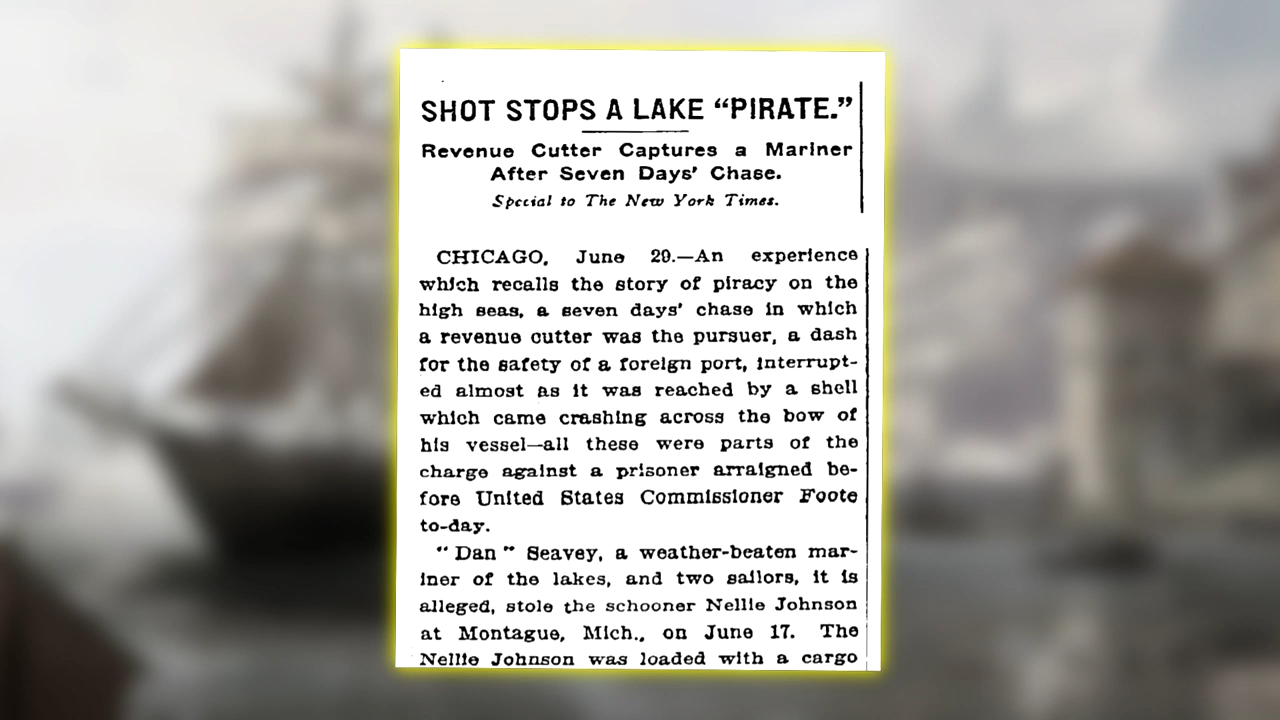 SHOT STOPS A LAKE “PIRATE.”
Revenue Cutter Captures a Mariner
After Seven Days’ Chase.
Special to The New York Times.
CHICAGO, June 29.—An experience
which recalls the story of piracy on the
high seas, a seven days’ chase in which
a revenue cutter was the pursuer, a dash
for the safety of a foreign port, interrupt-
ed almost as it was reached by a shell
which came crashing across the bow of
his vessel—all these were parts of the
charge against a prisoner arraigned be-
fore United States Commissioner Foote
to-day.
“Dan” Seavey, a weather-beaten mar-
iner of the lakes, and two sailors, it is
alleged, stole the schooner Nellie Johnson
at Montague, Mich., on June 17. The
Nellie Johnson was loaded with a cargo